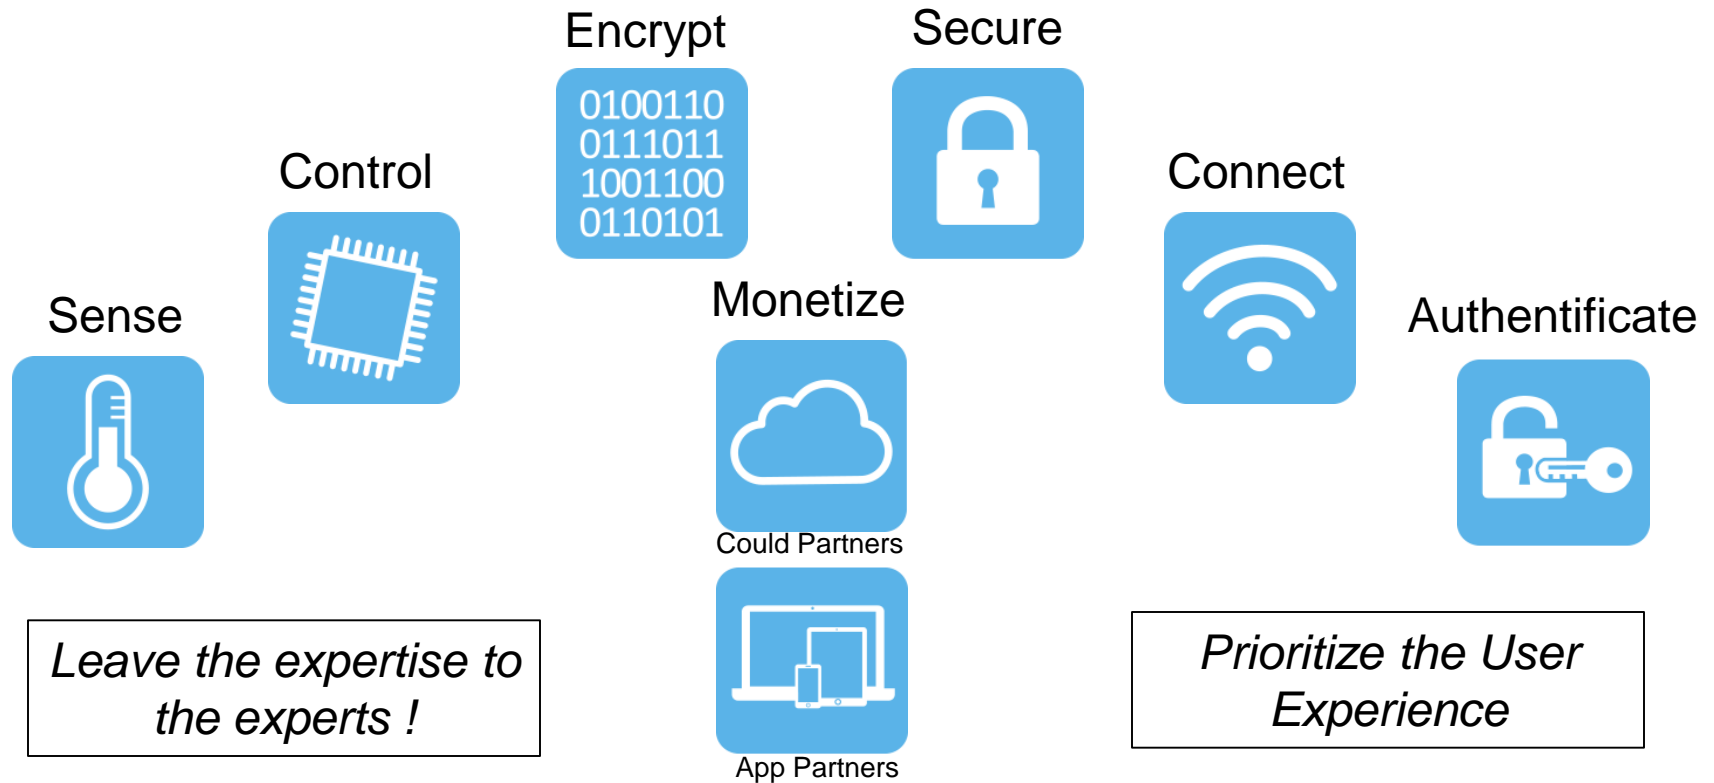 Encrypt
Secure
0100110
0111011
1001100
0110101
Control
Connect
Monetize
Sense
Authentificate
Could Partners
Leave the expertise to
the experts !
Prioritize the User
Experience
App Partners